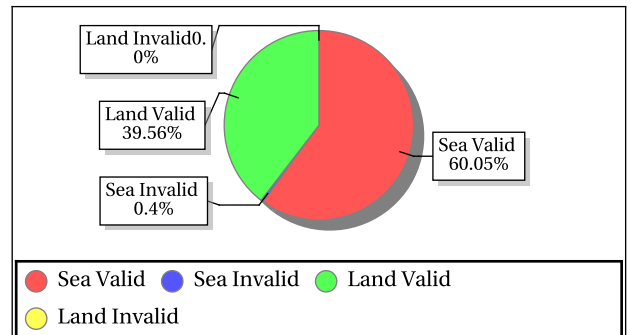 Land Invalid0.
0%
Land Valid
39.56%
Sea Valid
60.05%
Sea Invalid
0.4%
Sea Valid Sea Invalid Land Valid
Land Invalid